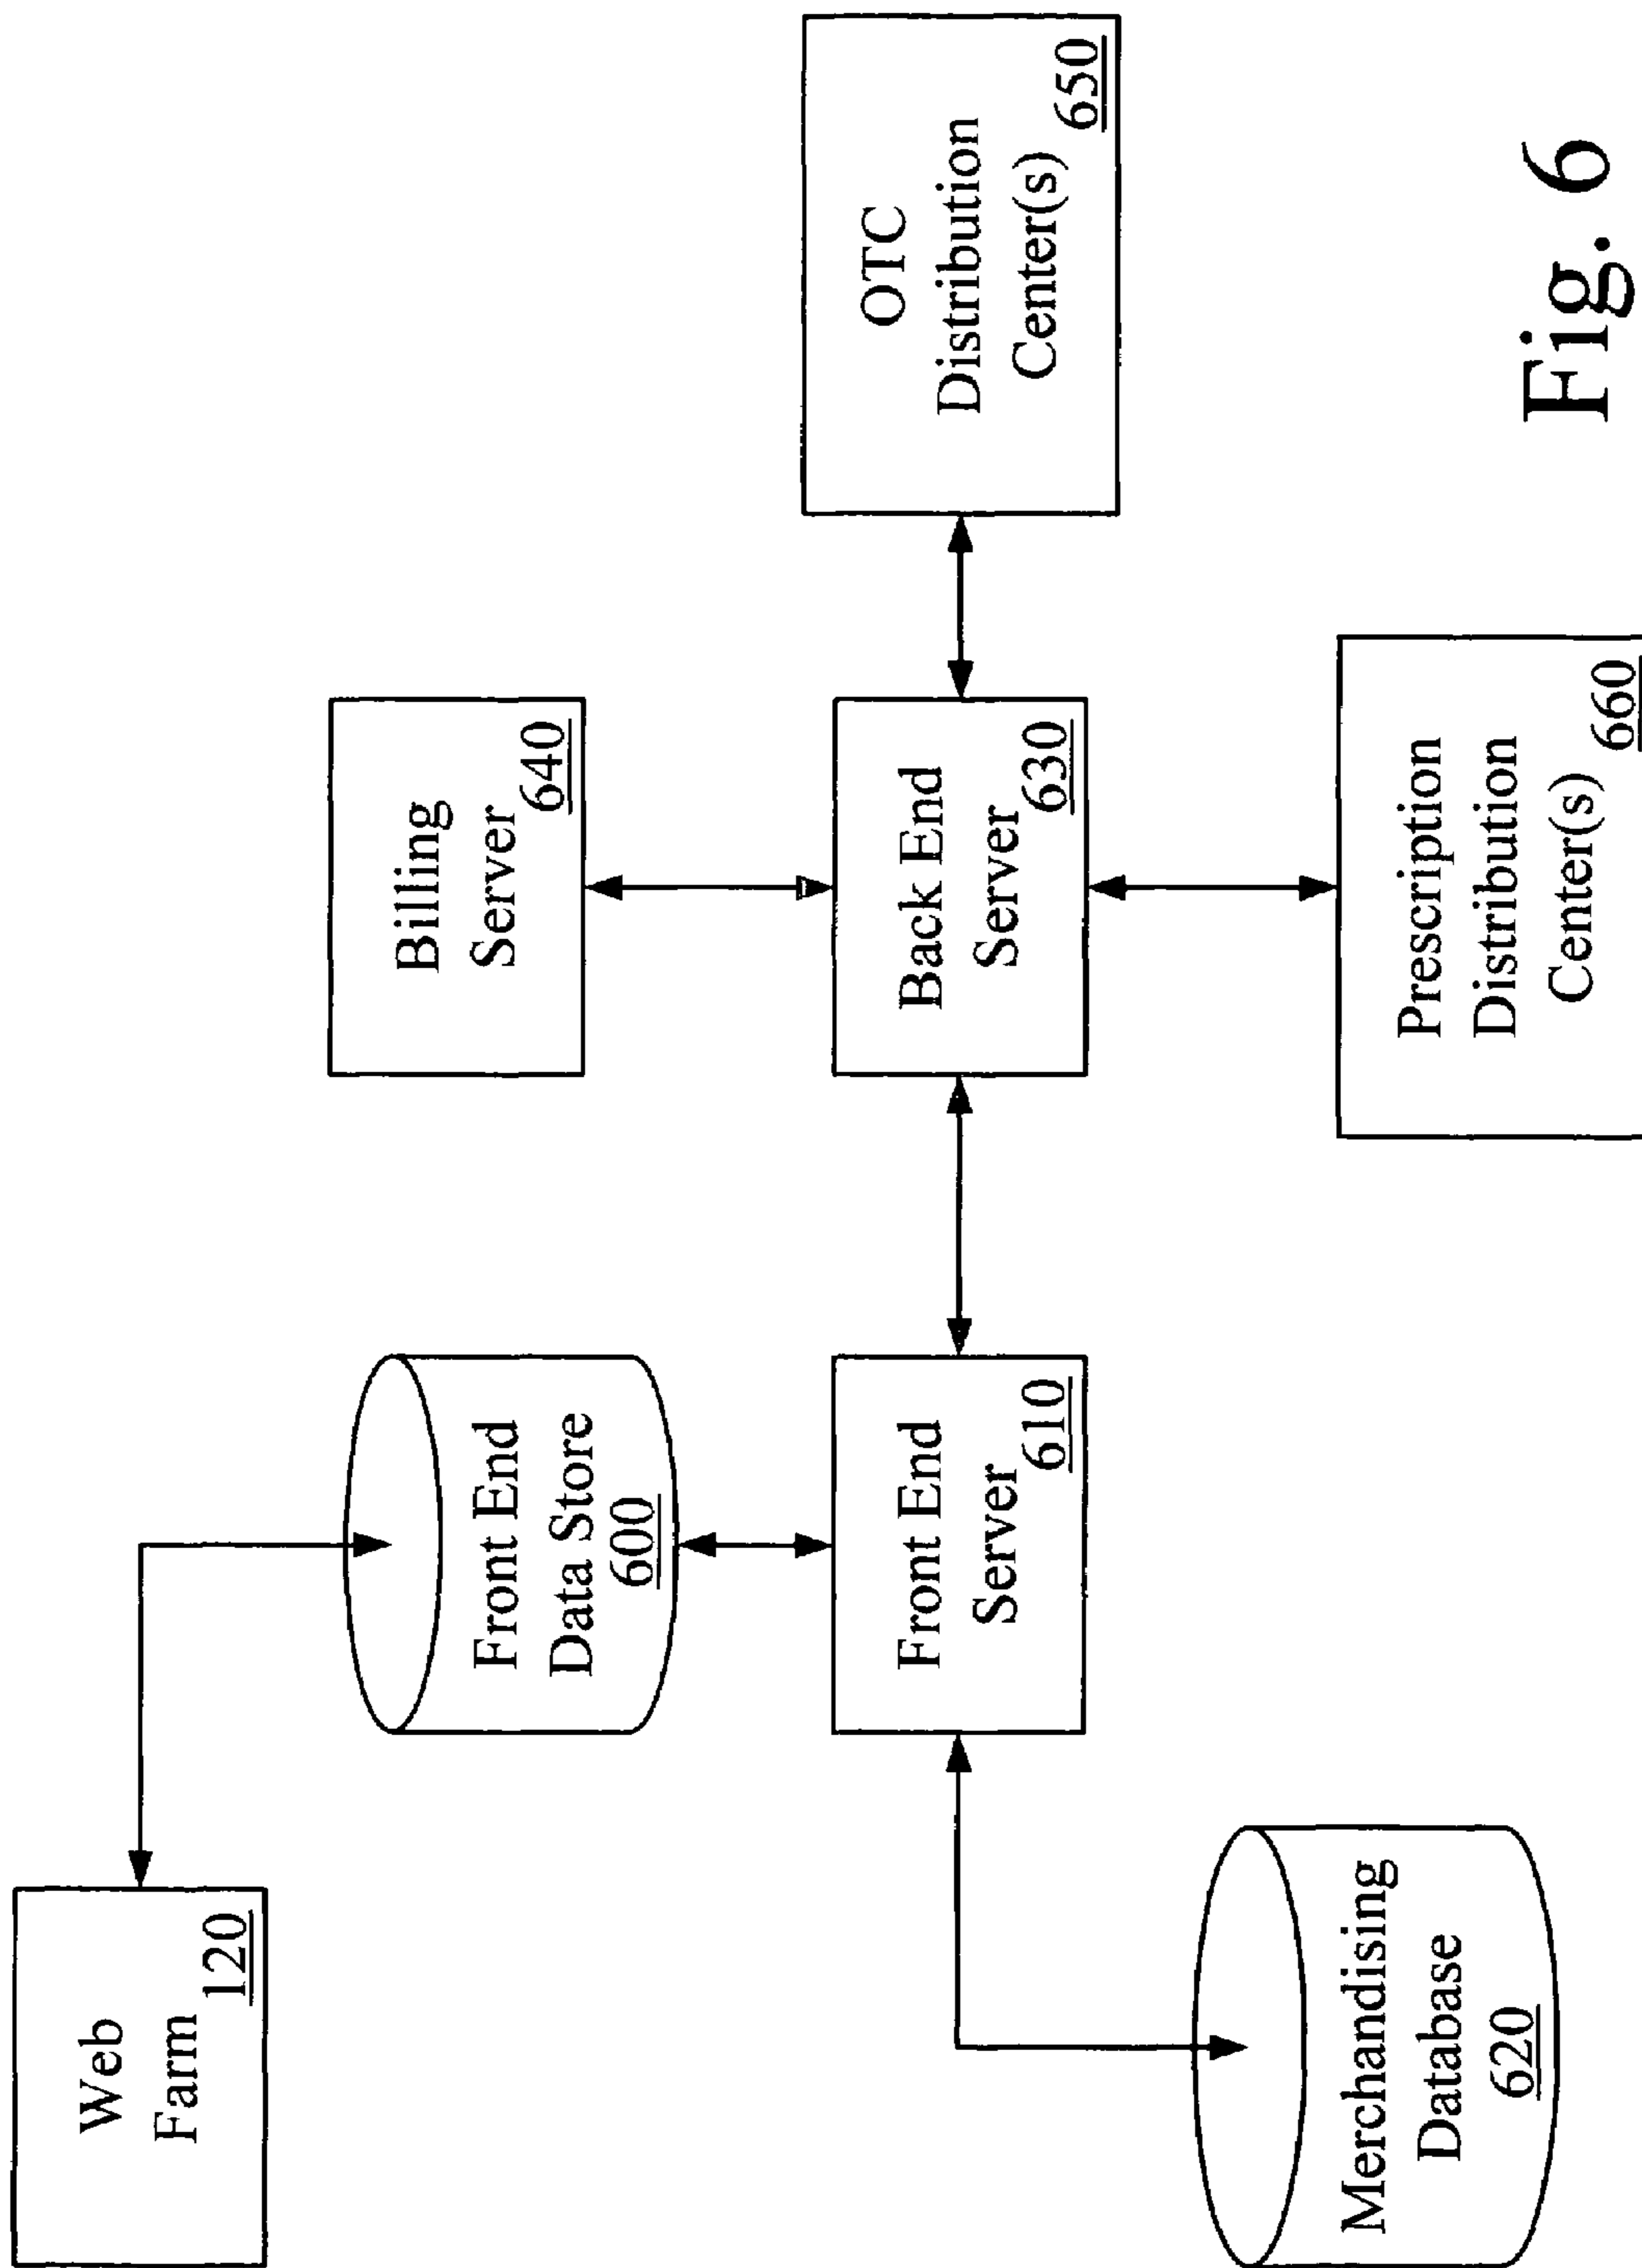 Web
Farm
120
Front End
Data Store
600
Billing
Server
640
Front End
Server
610
Back End
Server
630
OTC
Distribution
Center(s)
650
Merchandising
Database
620
Prescription
Distribution
Center(s)
660
Fig. 6